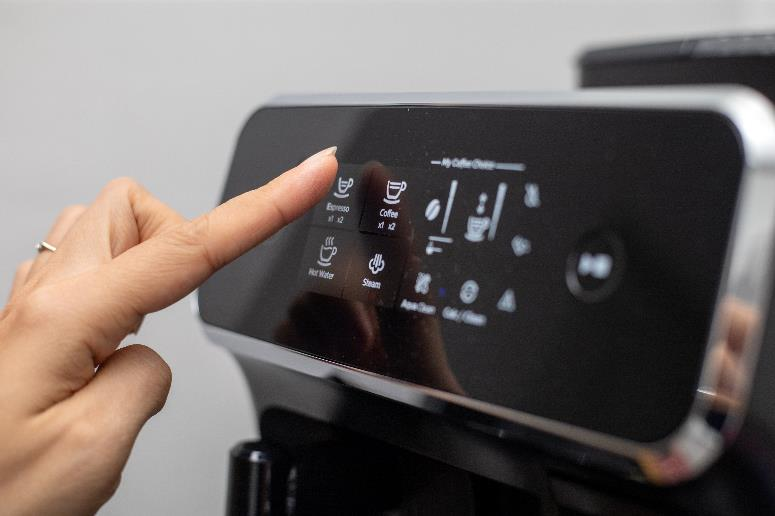 My Coffee Choice
Espresso
x1 x2
Coffee
x1 x2
Hot Water
Steam
Aqua Clean
Calc / Clean